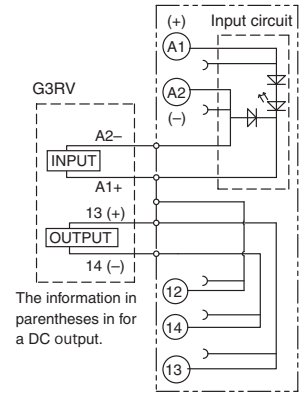 (+)
Input circuit
A1
G3RV
A2
(–)
A2–
INPUT
A1+
13 (+)
OUTPUT
14 (–)
The information in
parentheses in for
a DC output.
12
14
13